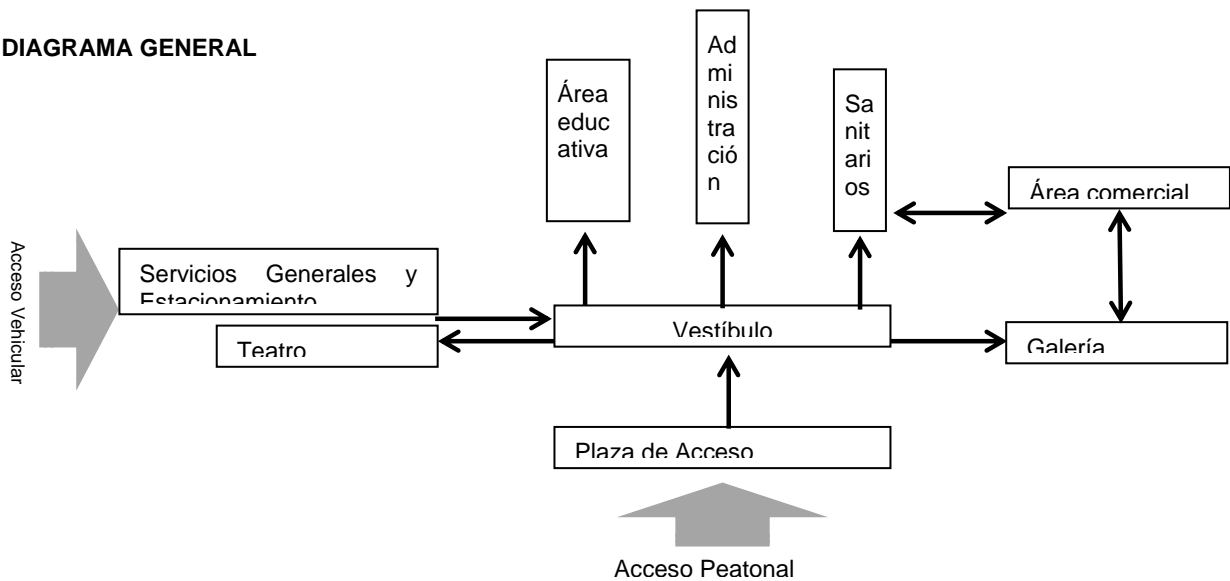 DIAGRAMA GENERAL
Área
educ
ativa
Ad
mi
nis
tra
ció
n
Sa
nit
ari
os
Área comercial
Acceso Vehicular
Servicios Generales y
Estacionamiento
Teatro
Vestíbulo
Galería
Plaza de Acceso
Acceso Peatonal